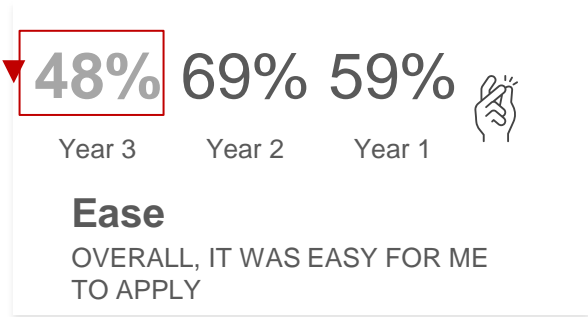 48% 69% 59%
Year 3 Year 2 Year 1
Ease
OVERALL, IT WAS EASY FOR ME
TO APPLY